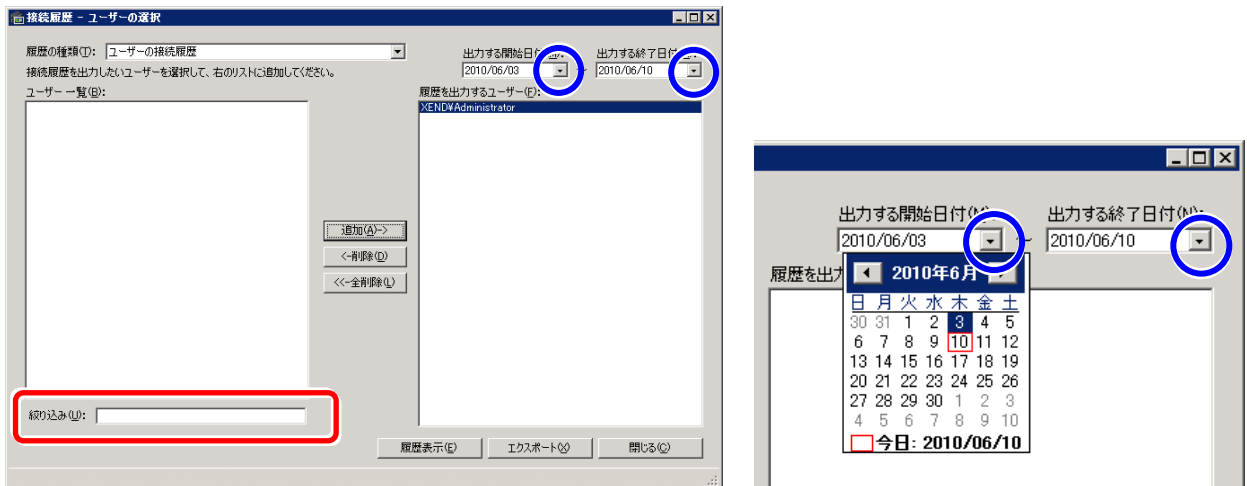 接続履歴 - ユーザーの選択
履歴の種類(T): ユーザーの接続履歴
接続履歴を出力したいユーザーを選択して、右のリストに追加してください。
出力する開始日付
出力する終了日付
2010/06/03 ~ 2010/06/10
ユーザー一覧(B):
履歴を出力するユーザー(F):
XEND¥Administrator
追加(A)->
<-削除(D)
<<-全削除(L)
絞り込み(U):
履歴表示(E)
エクスポート(X)
閉じる(C)
出力する開始日付
出力する終了日付(N):
2010/06/03 ~ 2010/06/10
履歴を出力
2010年6月
日 月 火 水 木 金 土
30 31 1 2 3 4 5
6 7 8 9 10 11 12
13 14 15 16 17 18 19
20 21 22 23 24 25 26
27 28 29 30 1 2 3
4 5 6 7 8 9 10
今日: 2010/06/10